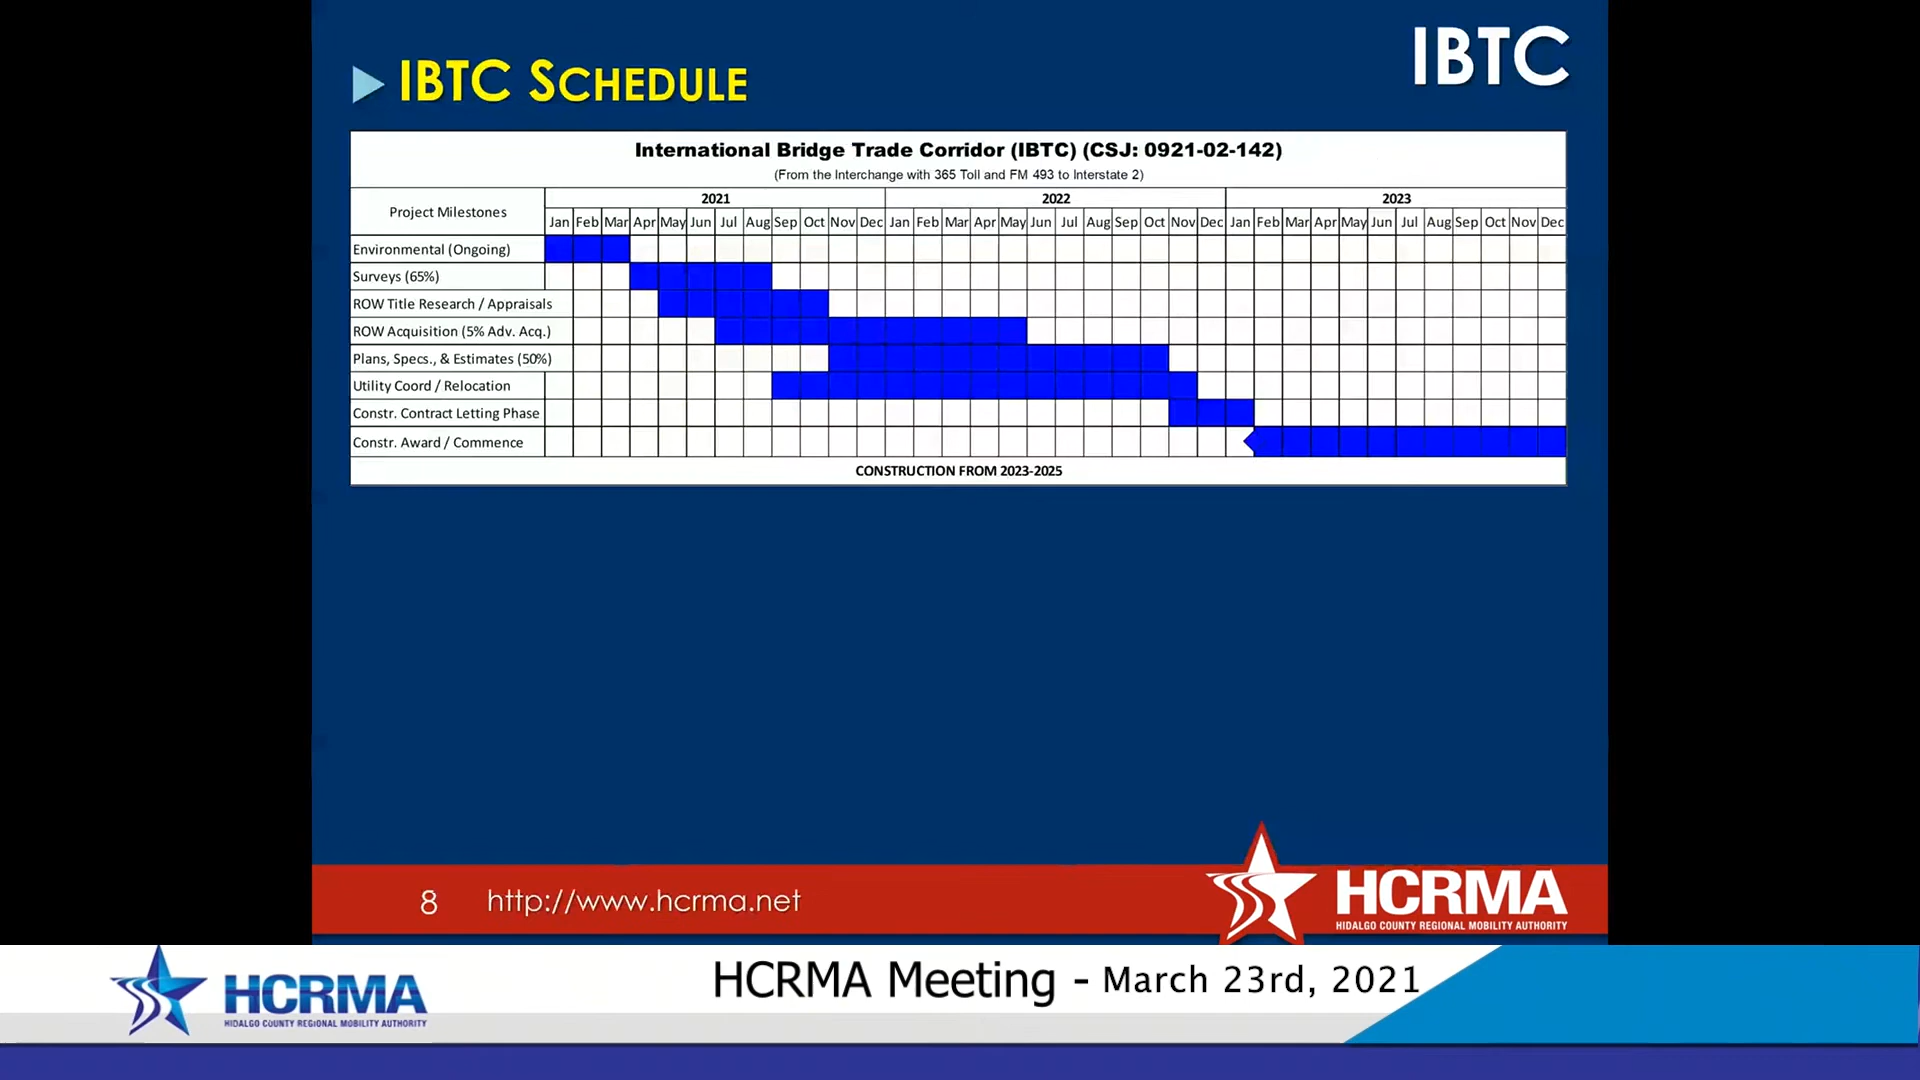 IBTC
IBTC SCHEDULE
International Bridge Trade Corridor (IBTC) (CSJ: 0921-02-142)
(From the Interchange with 365 Toll and FM 493 to Interstate 2)
Project Milestones
2021 2022 2023
Jan Feb Mar Apr May Jun Jul Aug Sep Oct Nov Dec Jan Feb Mar Apr May Jun Jul Aug Sep Oct Nov Dec Jan Feb Mar Apr May Jun Jul Aug Sep Oct Nov Dec
Environmental (Ongoing)
Surveys (65%)
ROW Title Research / Appraisals
ROW Acquisition (5% Adv. Acq.)
Plans, Specs., & Estimates (50%)
Utility Coord / Relocation
Constr. Contract Letting Phase
Constr. Award / Commence
CONSTRUCTION FROM 2023-2025
8 http://www.hcrma.net
HCRMA
HIDALGO COUNTY REGIONAL MOBILITY AUTHORITY
HCRMA
HIDALGO COUNTY REGIONAL MOBILITY AUTHORITY
HCRMA Meeting - March 23rd, 2021